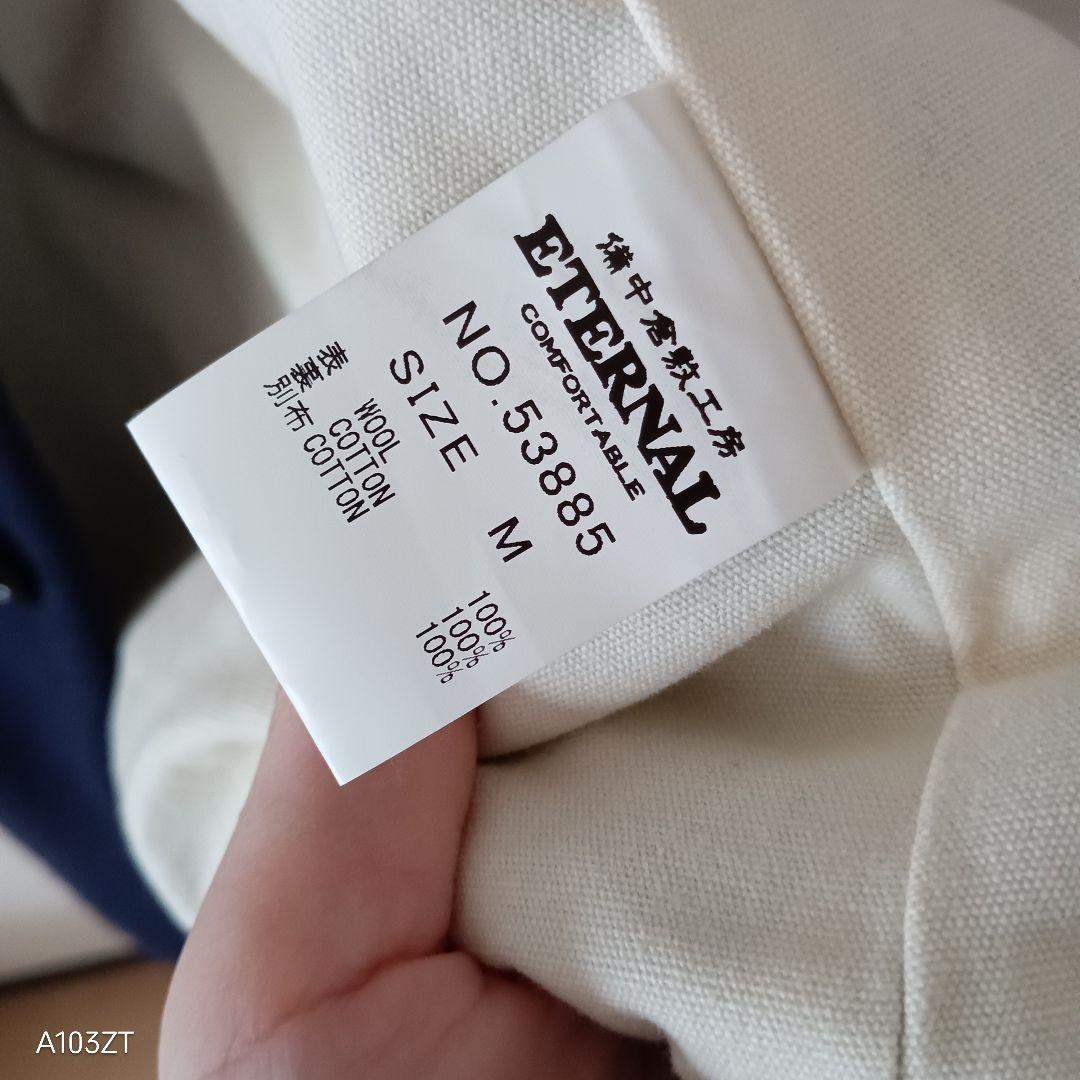 備中倉敷工房
ETERNAL
COMFORTABLE
NO.53885
SIZE M
表 WOOL 100%
裏 COTTON 100%
別布 COTTON 100%
A103ZT